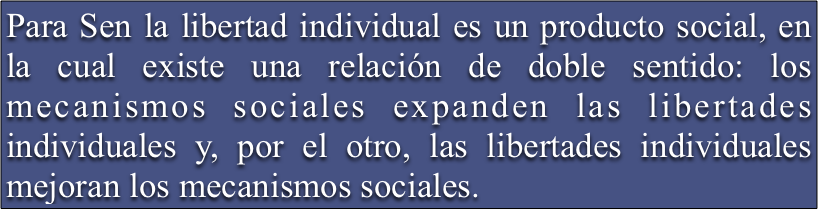 Para Sen la libertad individual es un producto social, en
la cual existe una relación de doble sentido: los
mecanismos sociales expanden las libertades
individuales y, por el otro, las libertades individuales
mejoran los mecanismos sociales.